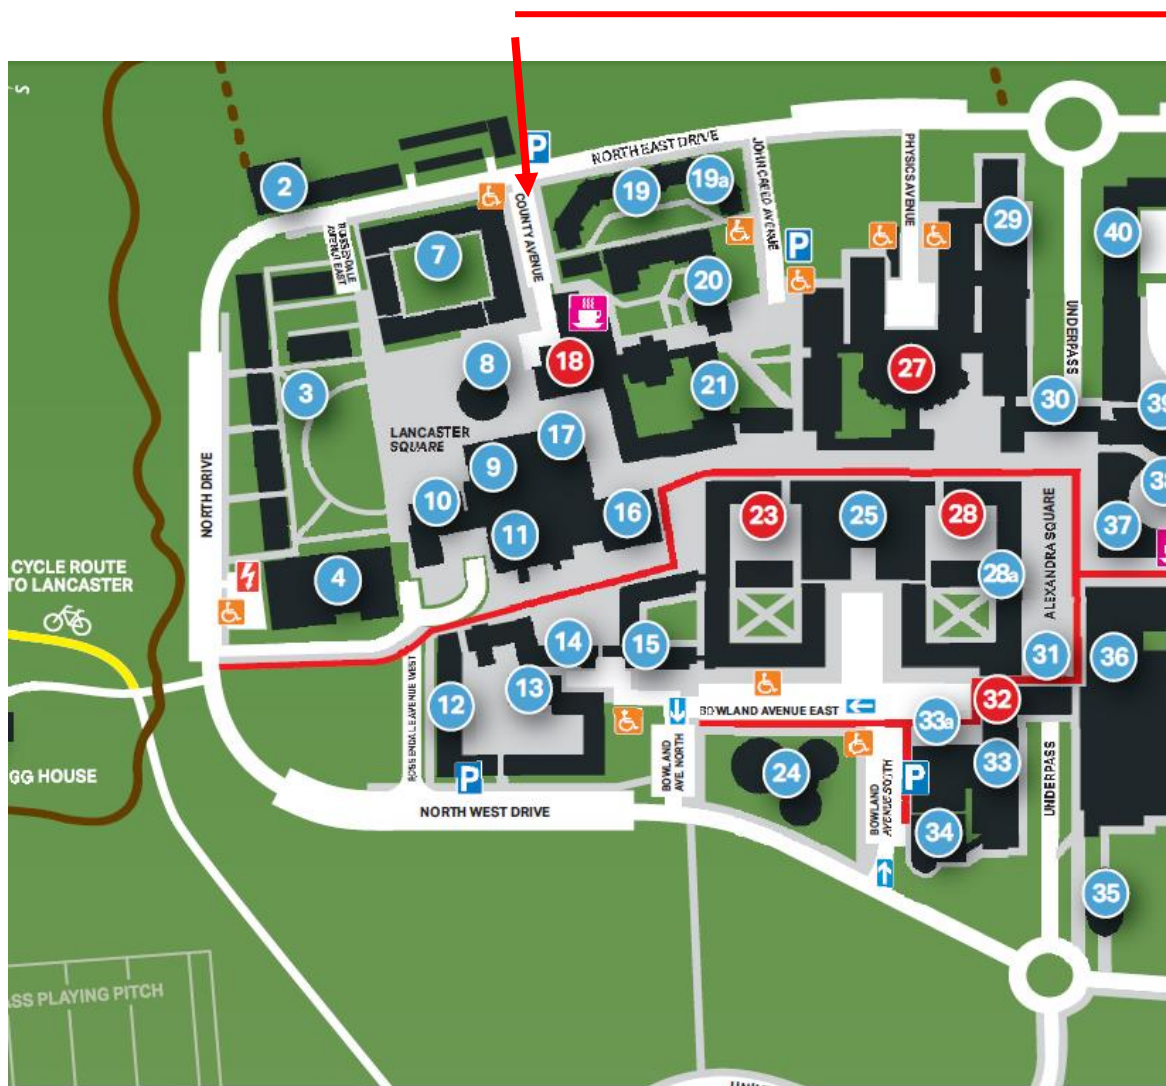 S
P
NORTH EAST DRIVE
JOHN CREED AVENUE
PHYSICS AVENUE
2
19
19a
COUNTY AVENUE
29
40
ROSSENDALE
AVENUE EAST
7
P
20
UNDERPASS
8
18
27
3
21
30
39
LANCASTER
SQUARE
17
9
38
NORTH DRIVE
10
16
23
25
28
37
11
ALEXANDRA SQUARE
CYCLE ROUTE
TO LANCASTER
4
28a
14
15
31
36
ROSSENDALE AVENUE WEST
12
13
BOWLAND AVENUE EAST
32
33a
BOWLAND
AVE. NORTH
24
33
GG HOUSE
P
P
NORTH WEST DRIVE
BOWLAND
AVENUE SOUTH
UNDERPASS
34
35
ASS PLAYING PITCH